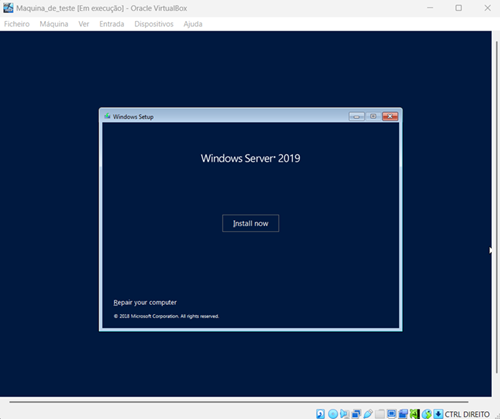 Maquina_de_teste [Em execução] - Oracle VirtualBox
Ficheiro Máquina Ver Entrada Dispositivos Ajuda
Windows Setup
Windows Server® 2019
Install now
Repair your computer
© 2018 Microsoft Corporation. All rights reserved.
CTRL DIREITO